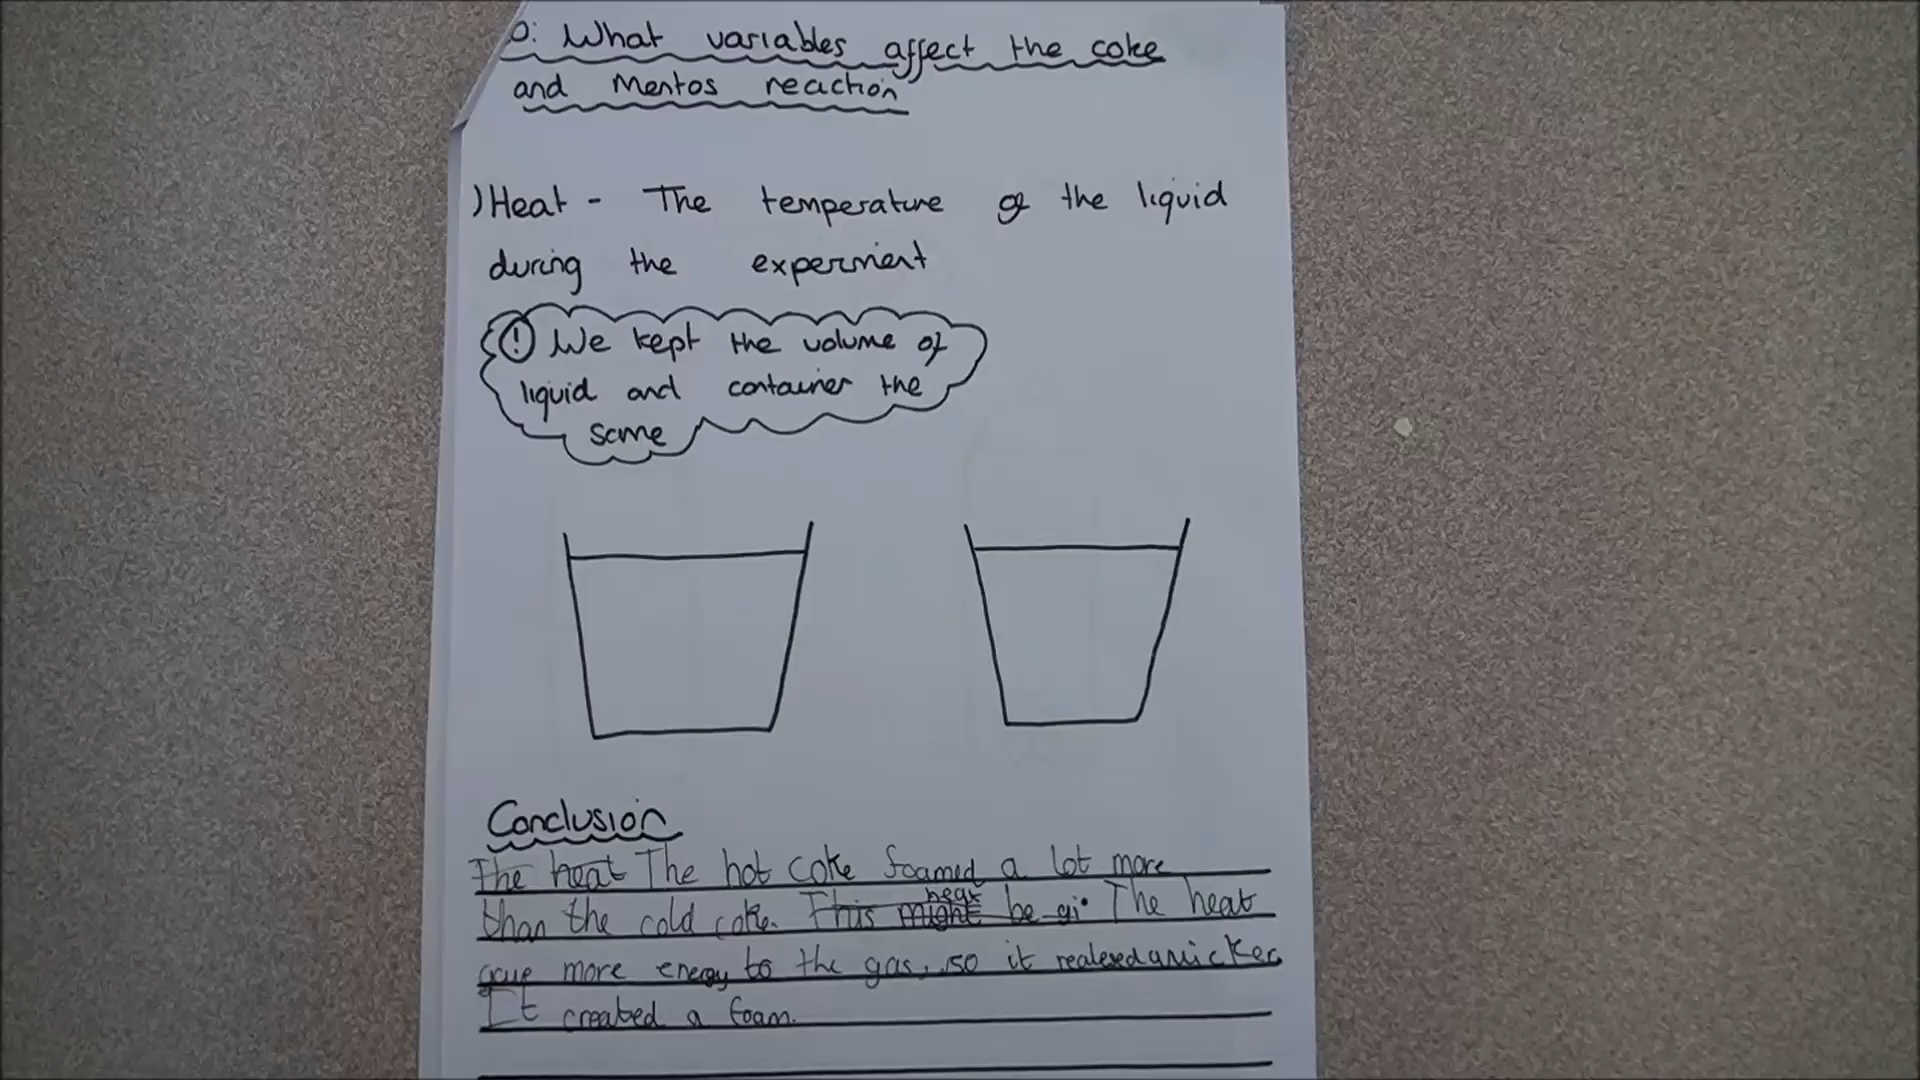 O: What variables affect the coke
and Mentos reaction
) Heat - The temperature of the liquid
during the experiment
! We kept the volume of
liquid and container the
same
Conclusion
The heat The hot coke foamed a lot more
than the cold coke. This might heat be gi. The heat
gave more energy to the gas, so it realesed quicker
It created a foam.